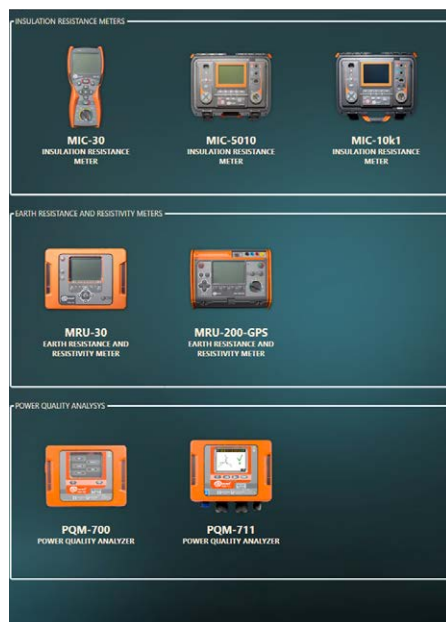 INSULATION RESISTANCE METERS
MIC-30
INSULATION RESISTANCE
METER
MIC-5010
INSULATION RESISTANCE
METER
MIC-10k1
INSULATION RESISTANCE
METER
EARTH RESISTANCE AND RESISTIVITY METERS
MRU-30
EARTH RESISTANCE AND
RESISTIVITY METER
MRU-200-GPS
EARTH RESISTANCE AND
RESISTIVITY METER
POWER QUALITY ANALYSYS
PQM-700
POWER QUALITY ANALYZER
PQM-711
POWER QUALITY ANALYZER